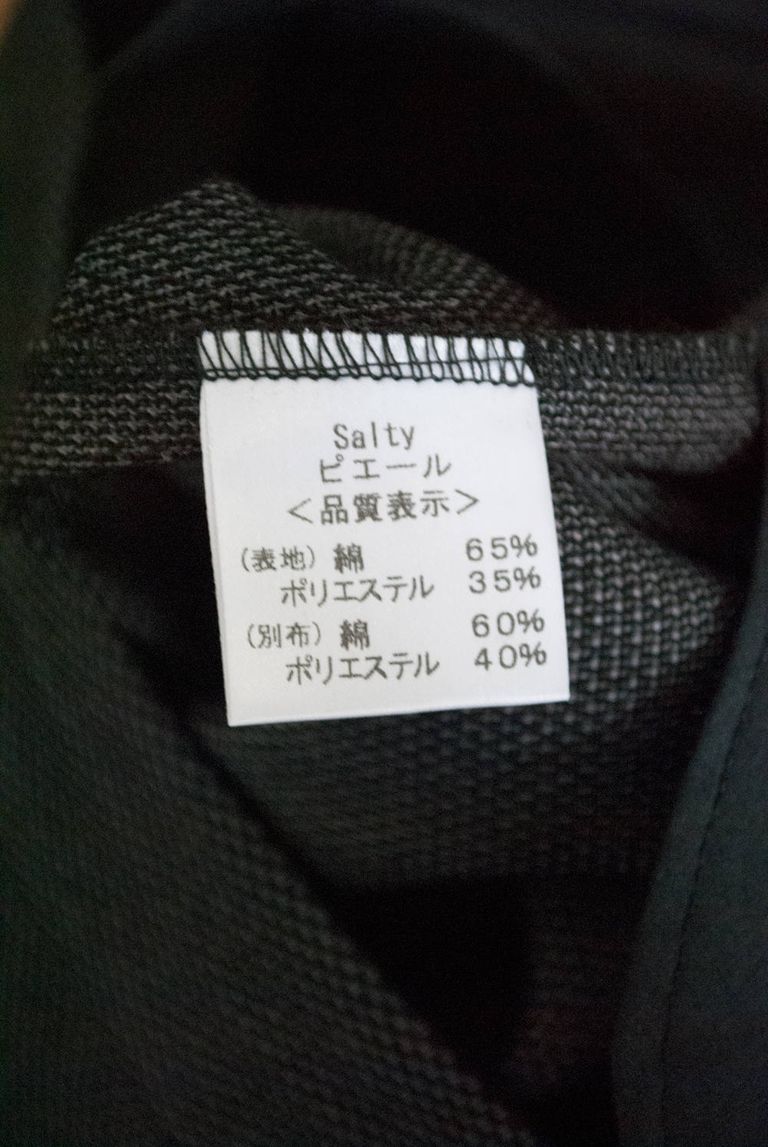 Salty
ピエール
＜品質表示＞
(表地) 綿 65%
ポリエステル 35%
(別布) 綿 60%
ポリエステル 40%